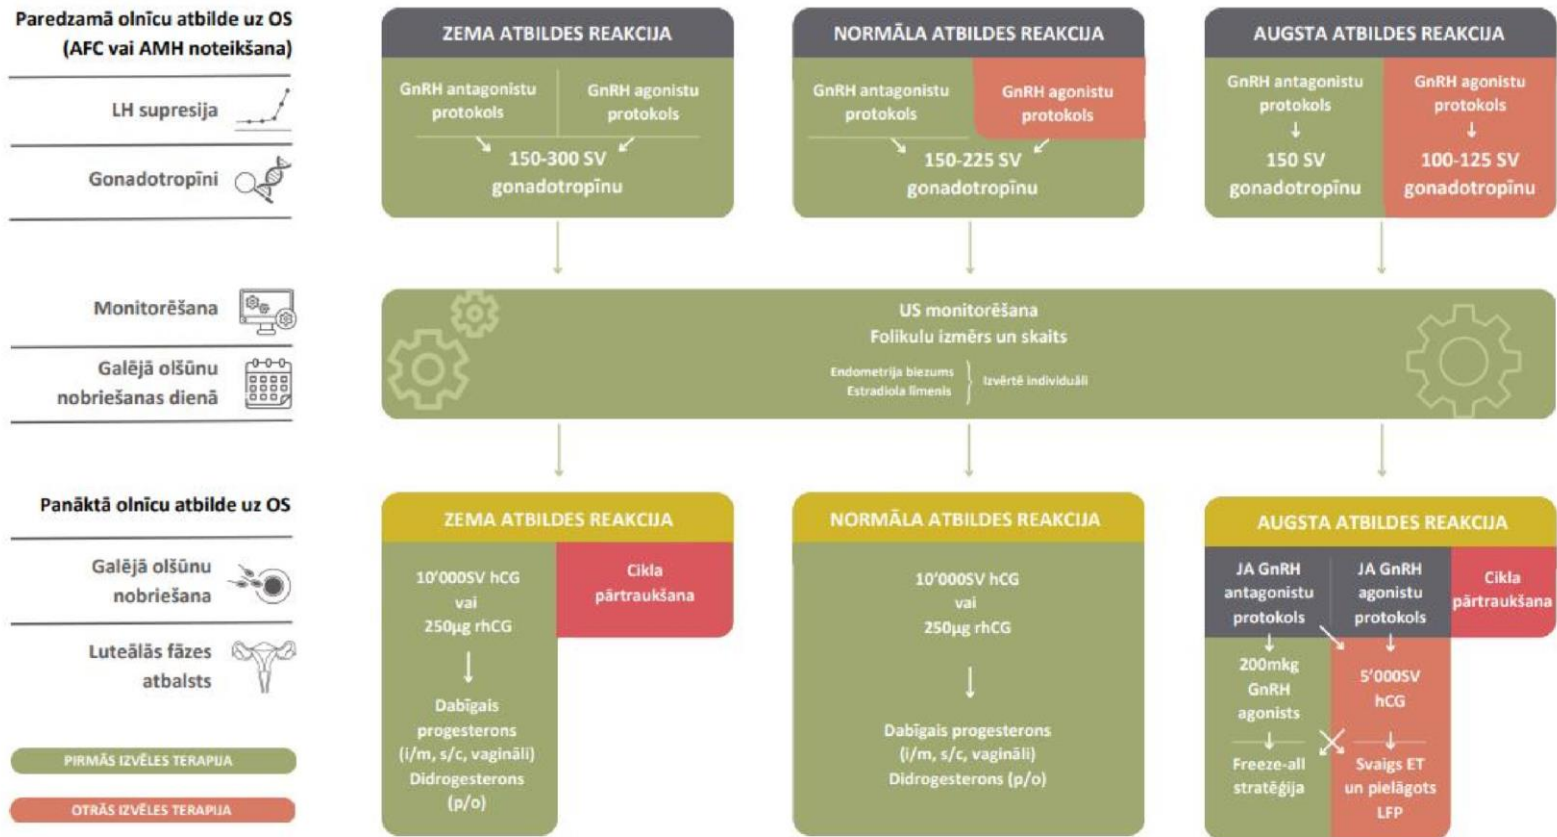 Paredzamā olnīcu atbilde uz OS
(AFC vai AMH noteikšana)
LH supresija
Gonadotropīni
ZEMA ATBILDES REAKCIJA
GnRH antagonistu
protokols
GnRH agonistu
protokols
150-300 SV
gonadotropīnu
NORMĀLA ATBILDES REAKCIJA
GnRH antagonistu
protokols
GnRH agonistu
protokols
150-225 SV
gonadotropīnu
AUGSTA ATBILDES REAKCIJA
GnRH antagonistu
protokols
150 SV
gonadotropīnu
GnRH agonistu
protokols
100-125 SV
gonadotropīnu
Monitorēšana
Galējā olšūnu
nobriešanas dienā
US monitorēšana
Folikulu izmērs un skaits
Endometrija biezums
Estradiola līmenis
Izvērtē individuāli
Panāktā olnīcu atbilde uz OS
Galējā olšūnu
nobriešana
Luteālās fāzes
atbalsts
PIRMĀS IZVĒLES TERAPIJA
OTRĀS IZVĒLES TERAPIJA
ZEMA ATBILDES REAKCIJA
10'000SV hCG
vai
250µg rhCG
Dabīgais
progesterons
(i/m, s/c, vagināli)
Didrogesterons
(p/o)
Cikla
pārtraukšana
NORMĀLA ATBILDES REAKCIJA
10'000SV hCG
vai
250µg rhCG
Dabīgais progesterons
(i/m, s/c, vagināli)
Didrogesterons (p/o)
AUGSTA ATBILDES REAKCIJA
JA GnRH
antagonistu
protokols
JA GnRH
agonistu
protokols
Cikla
pārtraukšana
200mkg
GnRH
agonists
5'000SV
hCG
Freeze-all
stratēģija
Svaigs ET
un pielāgots
LFP